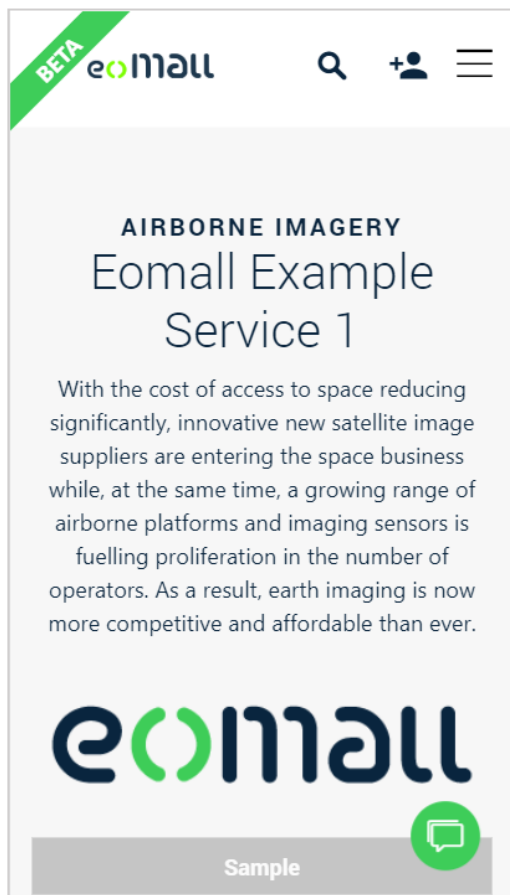 BETA
eomall
AIRBORNE IMAGERY
Eomall Example
Service 1
With the cost of access to space reducing
significantly, innovative new satellite image
suppliers are entering the space business
while, at the same time, a growing range of
airborne platforms and imaging sensors is
fuelling proliferation in the number of
operators. As a result, earth imaging is now
more competitive and affordable than ever.
eomall
Sample